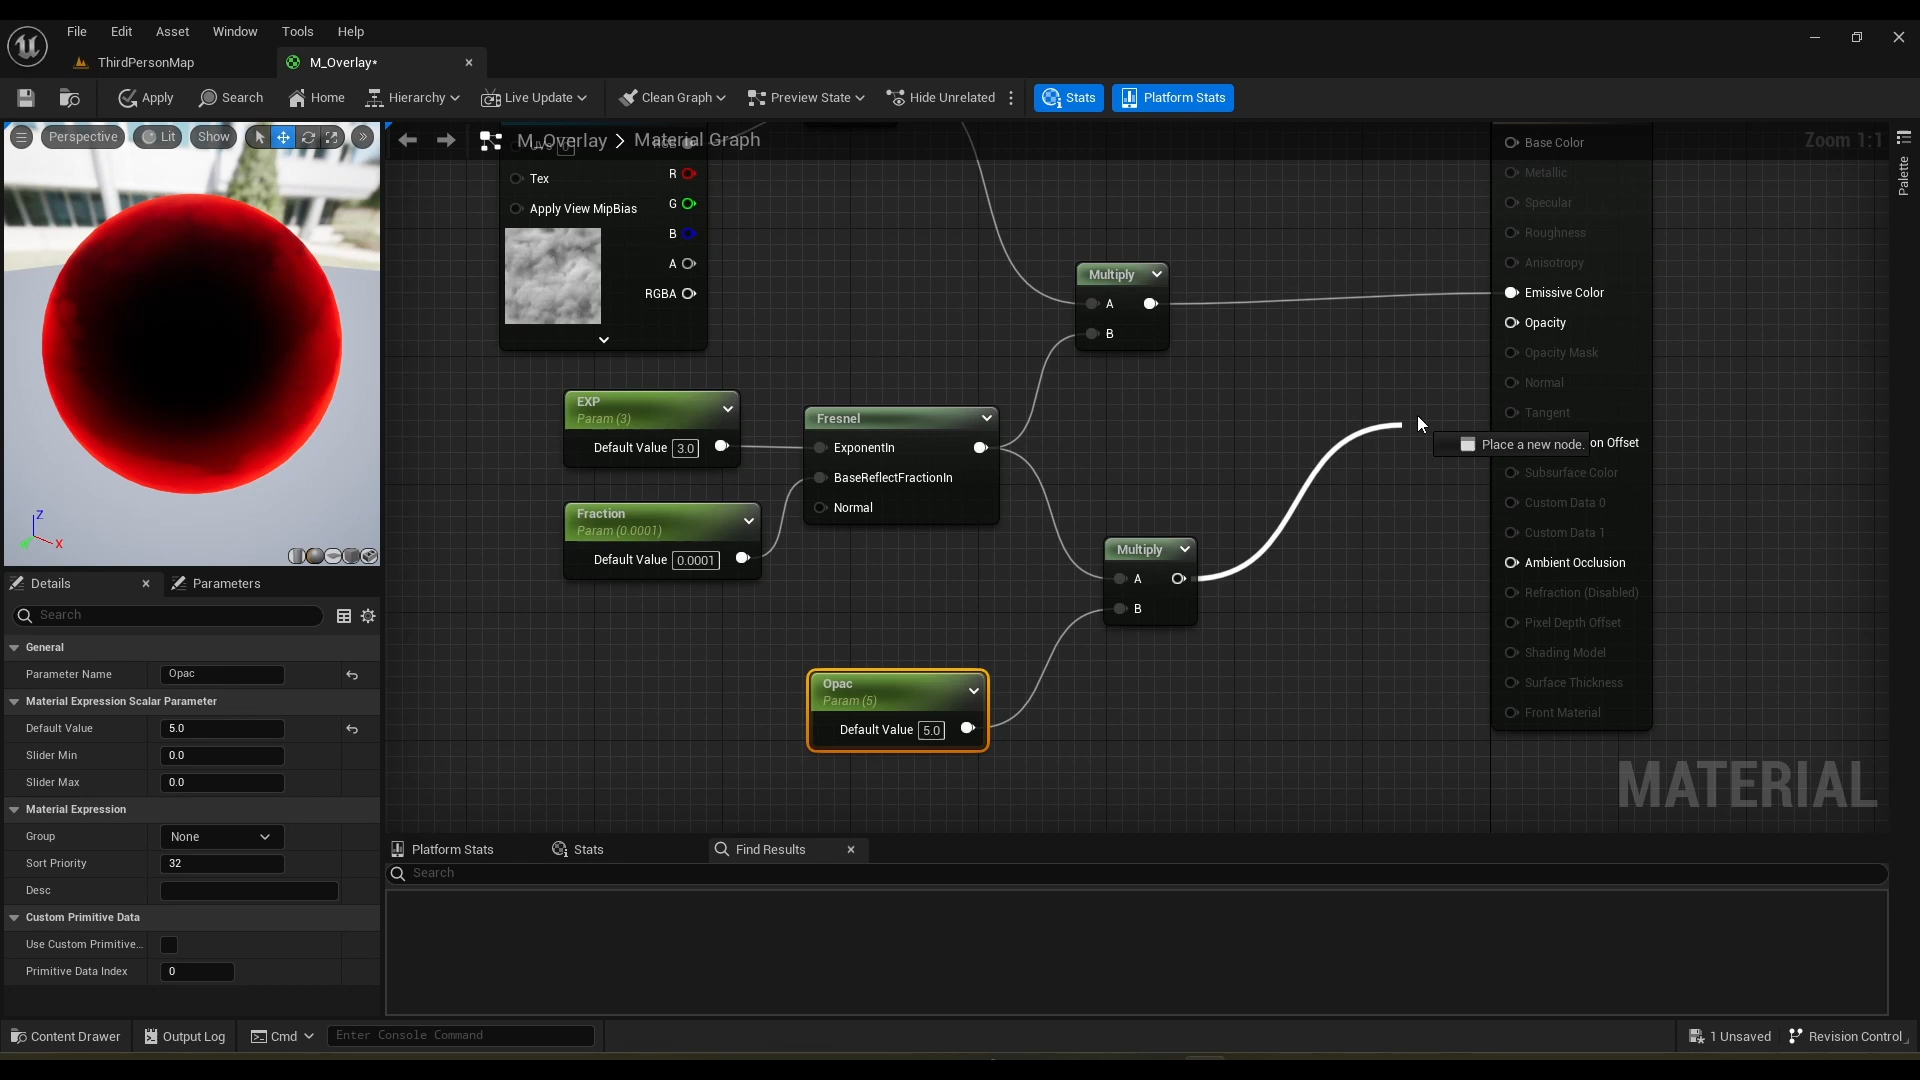 File Edit Asset Window Tools Help
ThirdPersonMap
M_Overlay*
Apply Search Home Hierarchy Live Update Clean Graph Preview State Hide Unrelated Stats Platform Stats
Perspective Lit Show
M_Overlay > Material Graph
Zoom 1:1
Palette
Tex
Apply View MipBias
R
G
B
A
RGBA
EXP
Param (3)
Default Value 3.0
Fraction
Param (0.0001)
Default Value 0.0001
Fresnel
ExponentIn
BaseReflectFractionIn
Normal
Multiply
A
B
Multiply
A
B
Opac
Param (5)
Default Value 5.0
Place a new node.
Base Color
Metallic
Specular
Roughness
Anisotropy
Emissive Color
Opacity
Opacity Mask
Normal
Tangent
on Offset
Subsurface Color
Custom Data 0
Custom Data 1
Ambient Occlusion
Refraction (Disabled)
Pixel Depth Offset
Shading Model
Surface Thickness
Front Material
MATERIAL
Z
X
Details
Parameters
Search
General
Parameter Name Opac
Material Expression Scalar Parameter
Default Value 5.0
Slider Min 0.0
Slider Max 0.0
Material Expression
Group None
Sort Priority 32
Desc
Custom Primitive Data
Use Custom Primitive...
Primitive Data Index 0
Platform Stats
Stats
Find Results
Search
Content Drawer Output Log Cmd Enter Console Command
1 Unsaved Revision Control